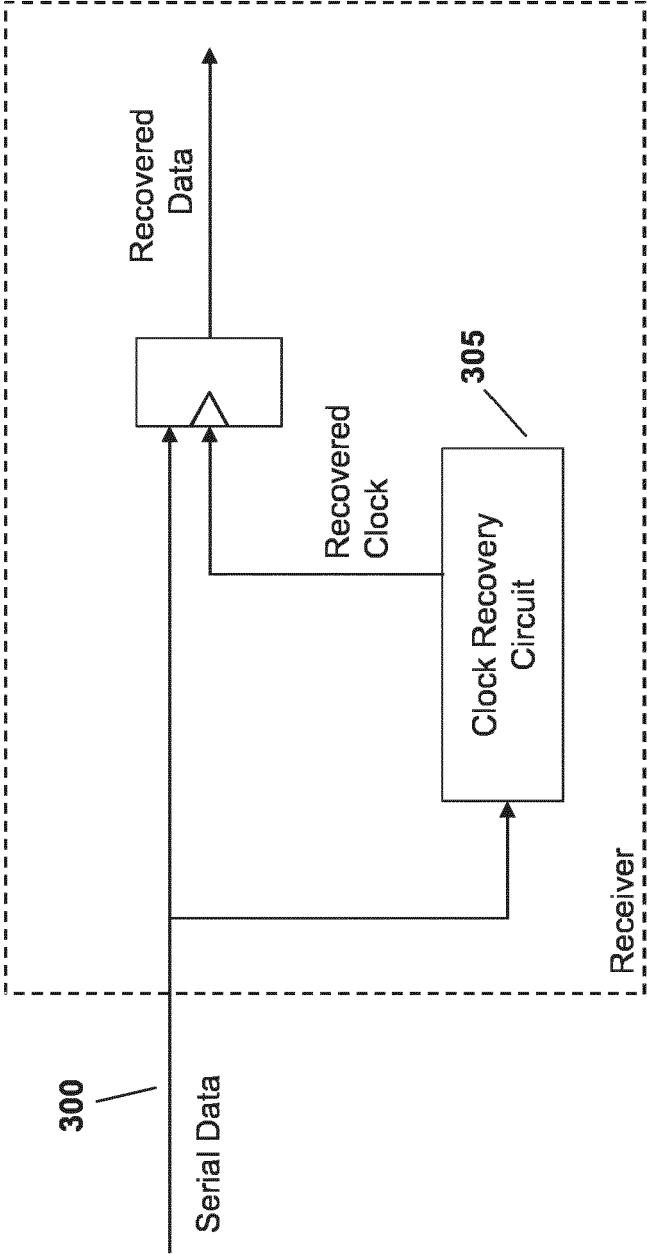 300
Serial Data
Receiver
Clock Recovery
Circuit
305
Recovered
Clock
Recovered
Data